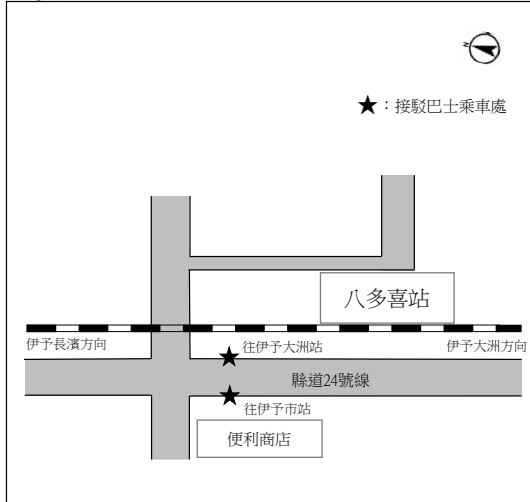 N
★：接駁巴士乘車處
八多喜站
伊予長濱方向
往伊予大洲站
伊予大洲方向
縣道24號線
往伊予市站
便利商店